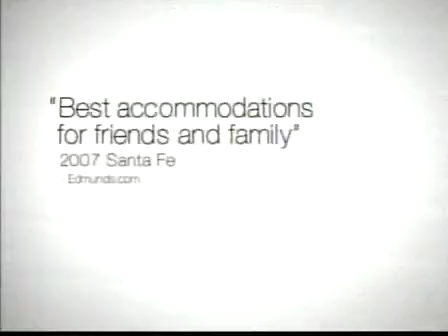 "Best accommodations
for friends and family"
2007 Santa Fe
Edmunds.com